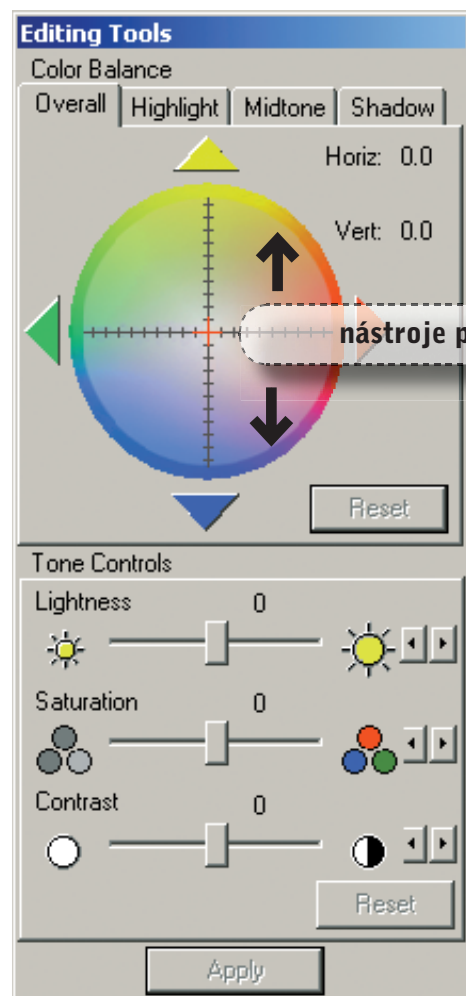 Editing Tools
Color Balance
Overall Highlight Midtone Shadow
Horiz: 0.0
Vert: 0.0
nástroje p
Reset
Tone Controls
Lightness 0
Saturation 0
Contrast 0
Reset
Apply